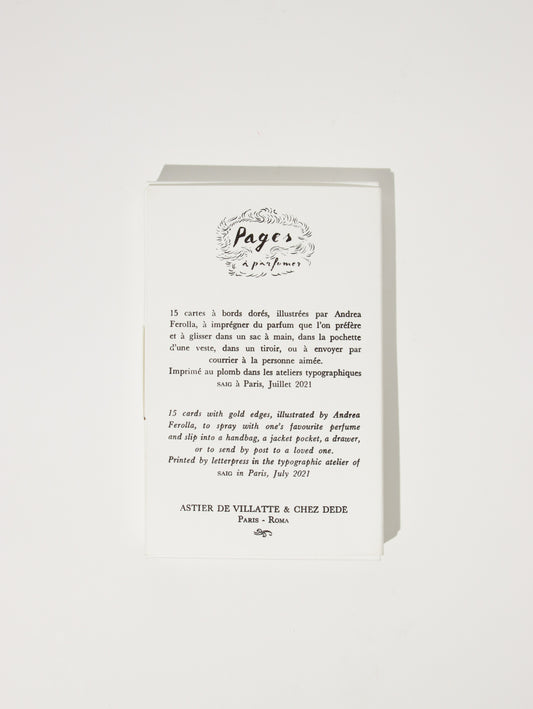 Pages
à parfumer
15 cartes à bords dorés, illustrées par Andrea
Ferolla, à imprégner du parfum que l'on préfère
et à glisser dans un sac à main, dans la pochette
d'une veste, dans un tiroir, ou à envoyer par
courrier à la personne aimée.
Imprimé au plomb dans les ateliers typographiques
SAIG à Paris, Juillet 2021
15 cards with gold edges, illustrated by Andrea
Ferolla, to spray with one's favourite perfume
and slip into a handbag, a jacket pocket, a drawer,
or to send by post to a loved one.
Printed by letterpress in the typographic atelier of
SAIG in Paris, July 2021
ASTIER DE VILLATTE & CHEZ DEDE
PARIS - ROMA